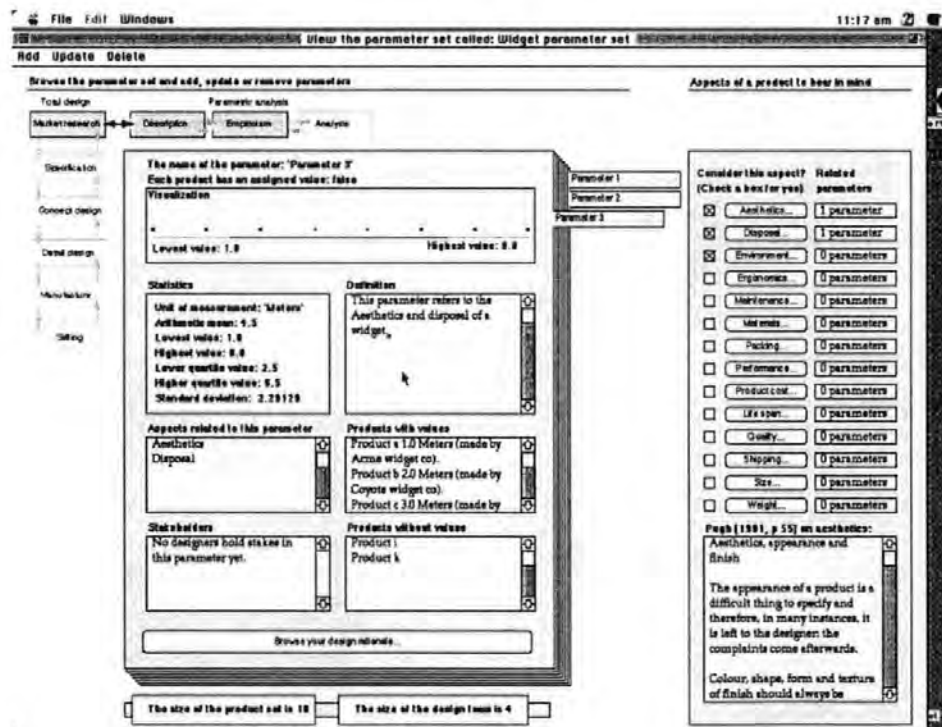 File Edit Windows
11:17 am
View the parameter set called: Widget parameter set
Add Update Delete
Browse the parameter set and add, update or remove parameters
Aspects of a product to bear in mind
Total design
Parametric analysis
Market research
Description
Empiricism
Analysis
Specification
Concept design
Detail design
Manufacture
Selling
The name of the parameter: 'Parameter 3'
Each product has an assigned value: false
Visualization
Lowest value: 1.0
Highest value: 8.0
Parameter 1
Parameter 2
Parameter 3
Statistics
Unit of measurement: 'Meters'
Arithmetic mean: 4.5
Lowest value: 1.0
Highest value: 8.0
Lower quartile value: 2.5
Higher quartile value: 6.5
Standard deviation: 2.29129
Definition
This parameter refers to the
Aesthetics and disposal of a
widget.
Aspects related to this parameter
Aesthetics
Disposal
Products with values
Product a 1.0 Meters (made by
Acme widget co).
Product b 2.0 Meters (made by
Coyote widget co).
Product c 3.0 Meters (made by
Stakeholders
No designers hold stakes in
this parameter yet.
Products without values
Product i
Product k
Browse your design rationale...
The size of the product set is 10
The size of the design team is 4
Consider this aspect? Related
(Check a box for yes) parameters
Aesthetics... 1 parameter
Disposal... 1 parameter
Environment... 0 parameters
Ergonomics... 0 parameters
Maintenance... 0 parameters
Materials... 0 parameters
Packing... 0 parameters
Performance... 0 parameters
Product cost... 0 parameters
Life span... 0 parameters
Quality... 0 parameters
Shipping... 0 parameters
Size... 0 parameters
Weight... 0 parameters
Pugh [1991, p 55] on aesthetics:
Aesthetics, appearance and
finish
The appearance of a product is a
difficult thing to specify and
therefore, in many instances, it
is left to the designer: the
complaints come afterwards.
Colour, shape, form and texture
of finish should always be